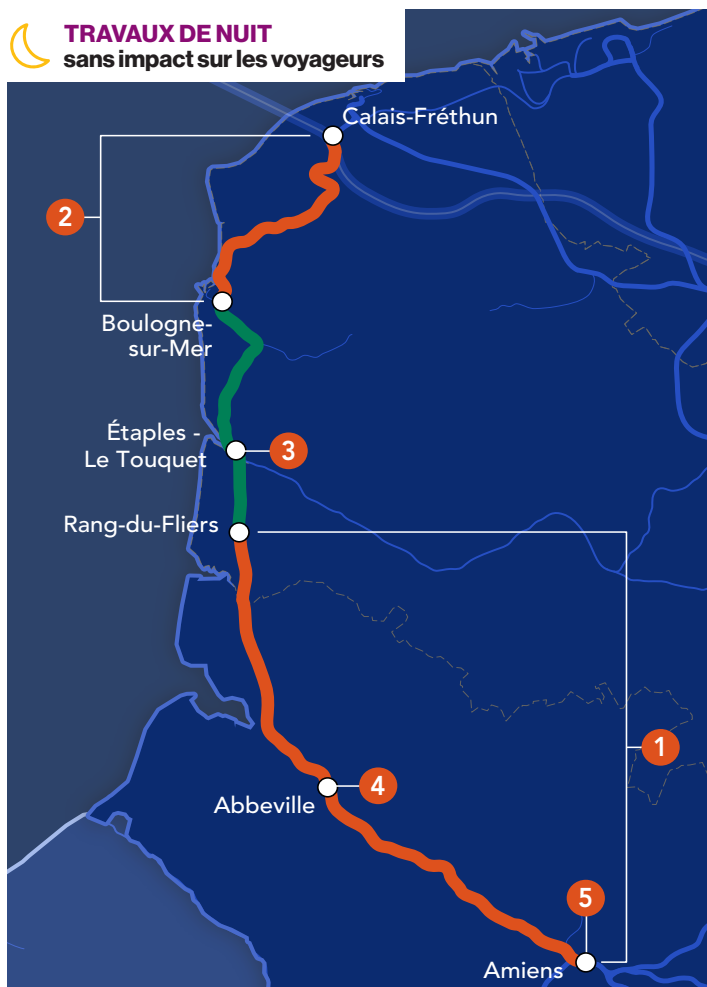 TRAVAUX DE NUIT
sans impact sur les voyageurs
Calais-Fréthun
2
Boulogne-
sur-Mer
Étaples -
Le Touquet
3
Rang-du-Fliers
1
4
Abbeville
5
Amiens